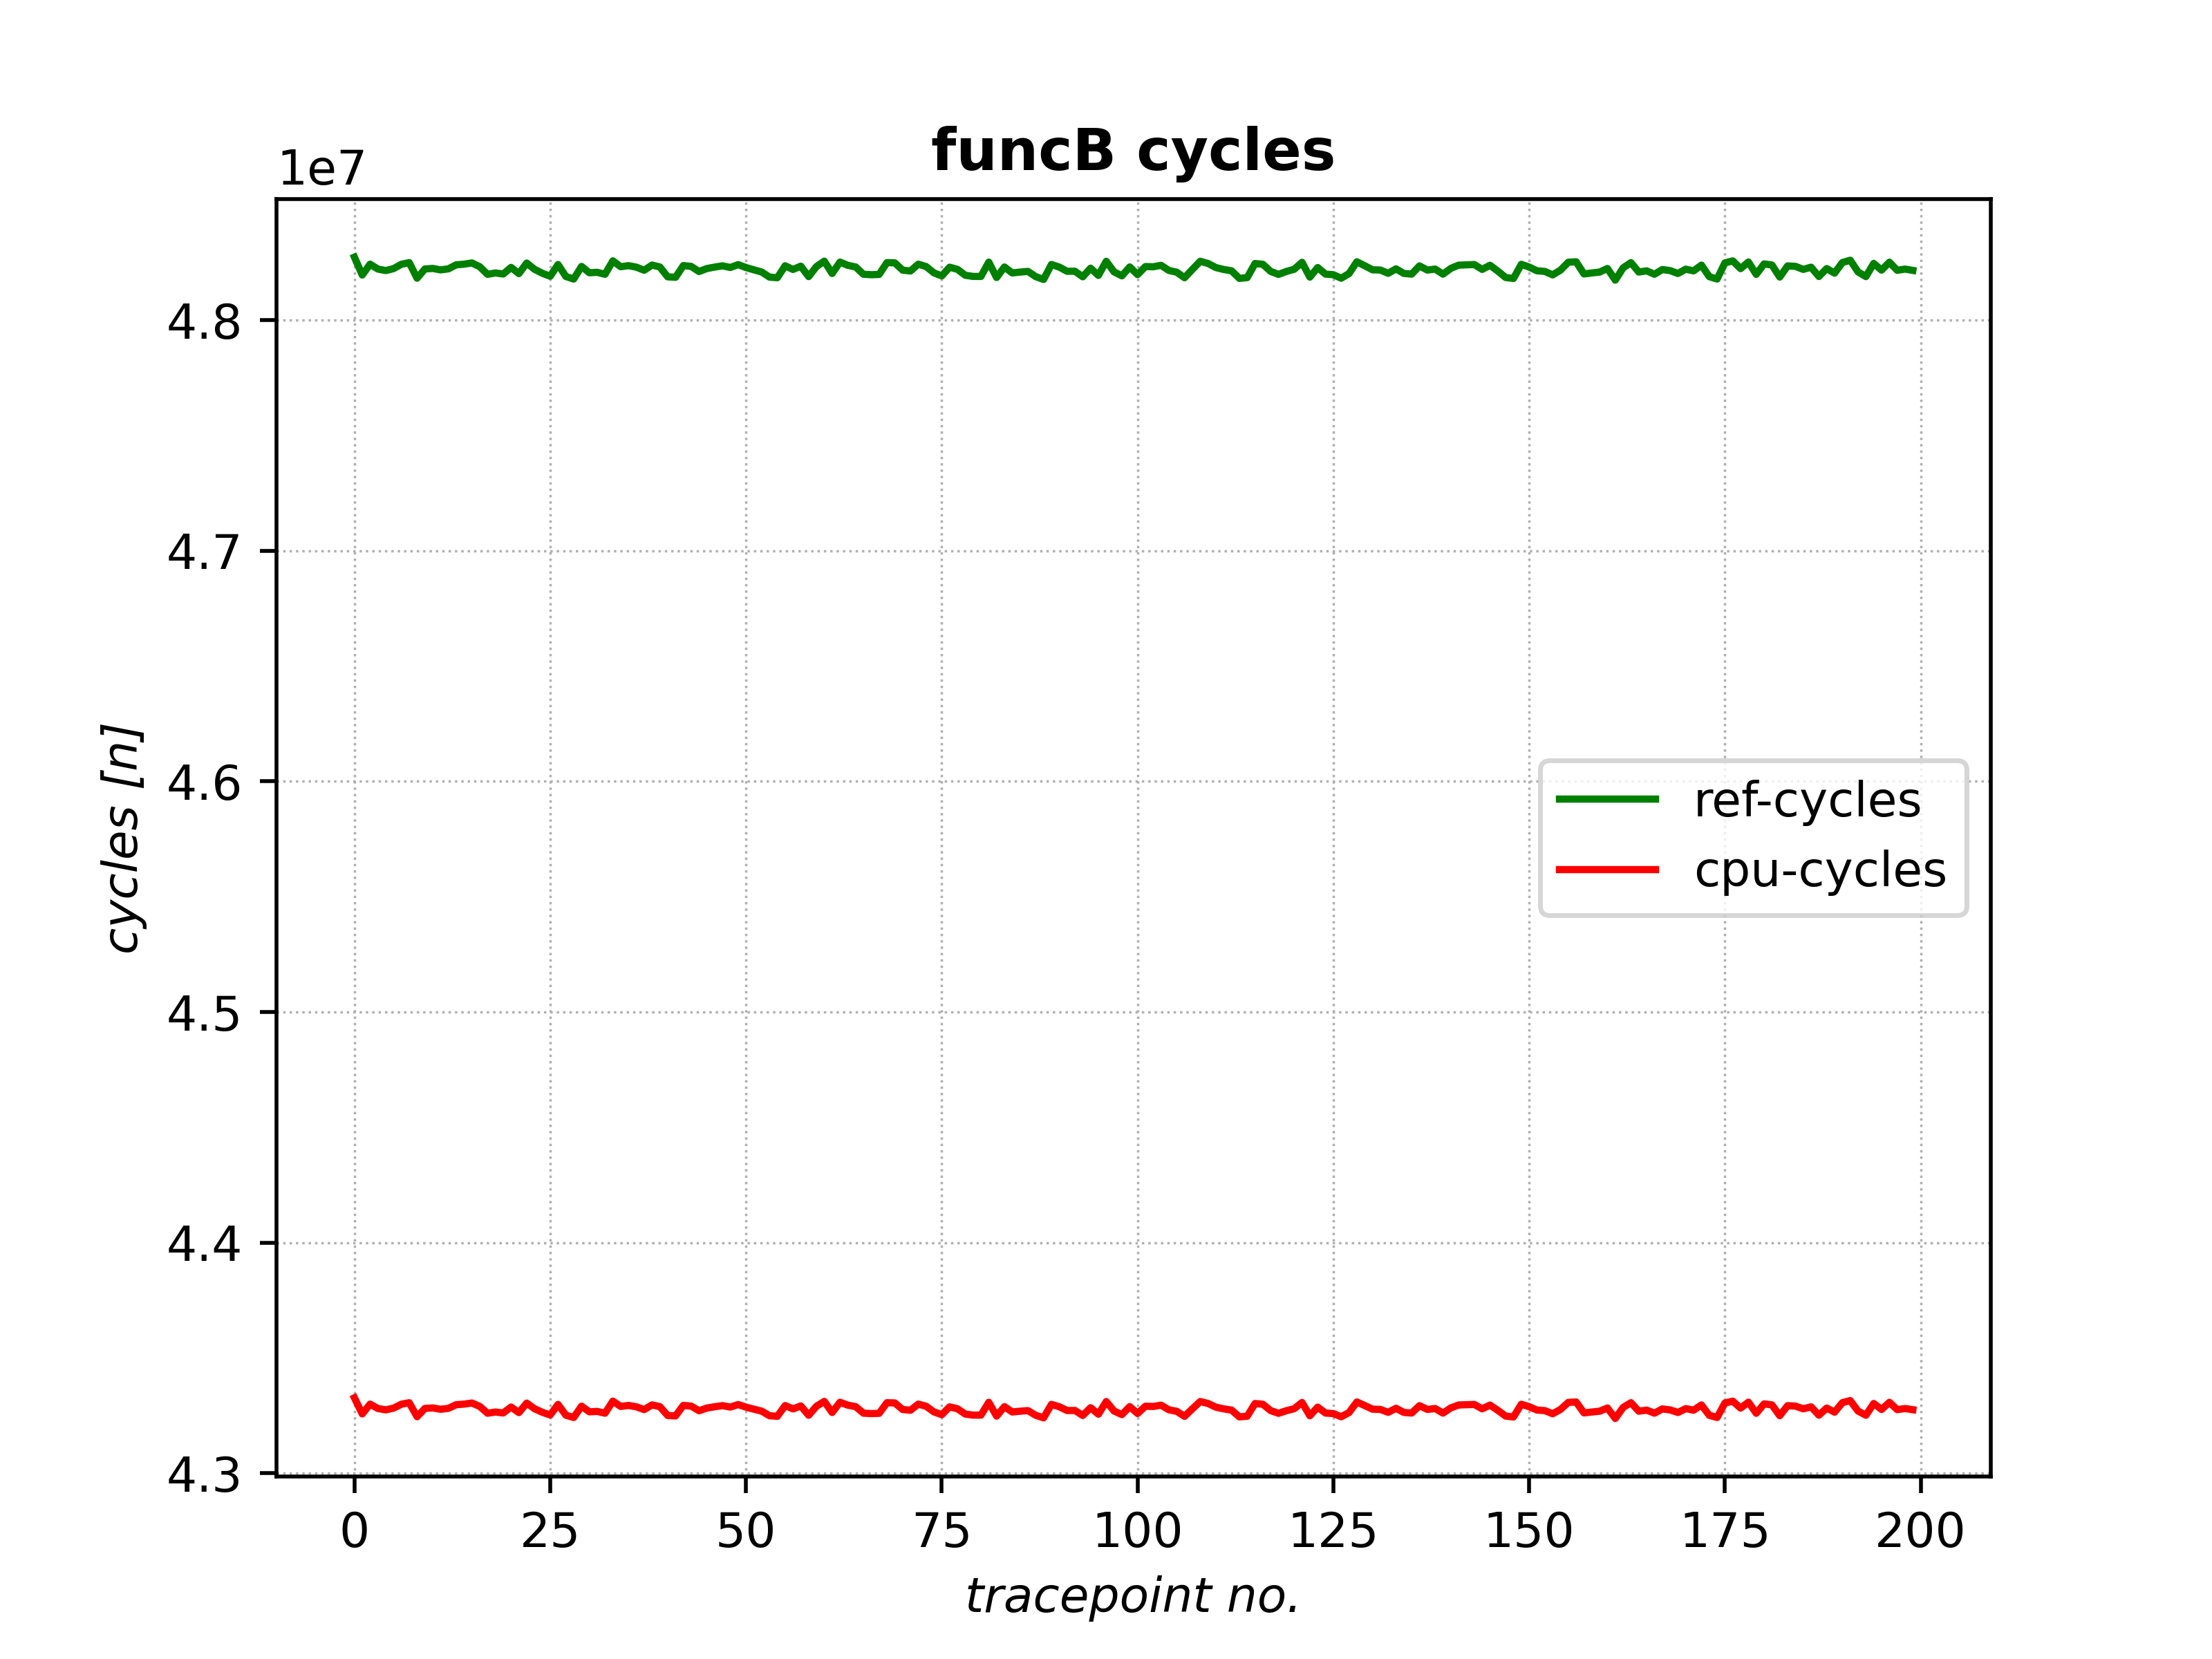 funcB cycles
1e7
4.8
4.7
4.6
4.5
4.4
4.3
cycles [n]
ref-cycles
cpu-cycles
0 25 50 75 100 125 150 175 200
tracepoint no.